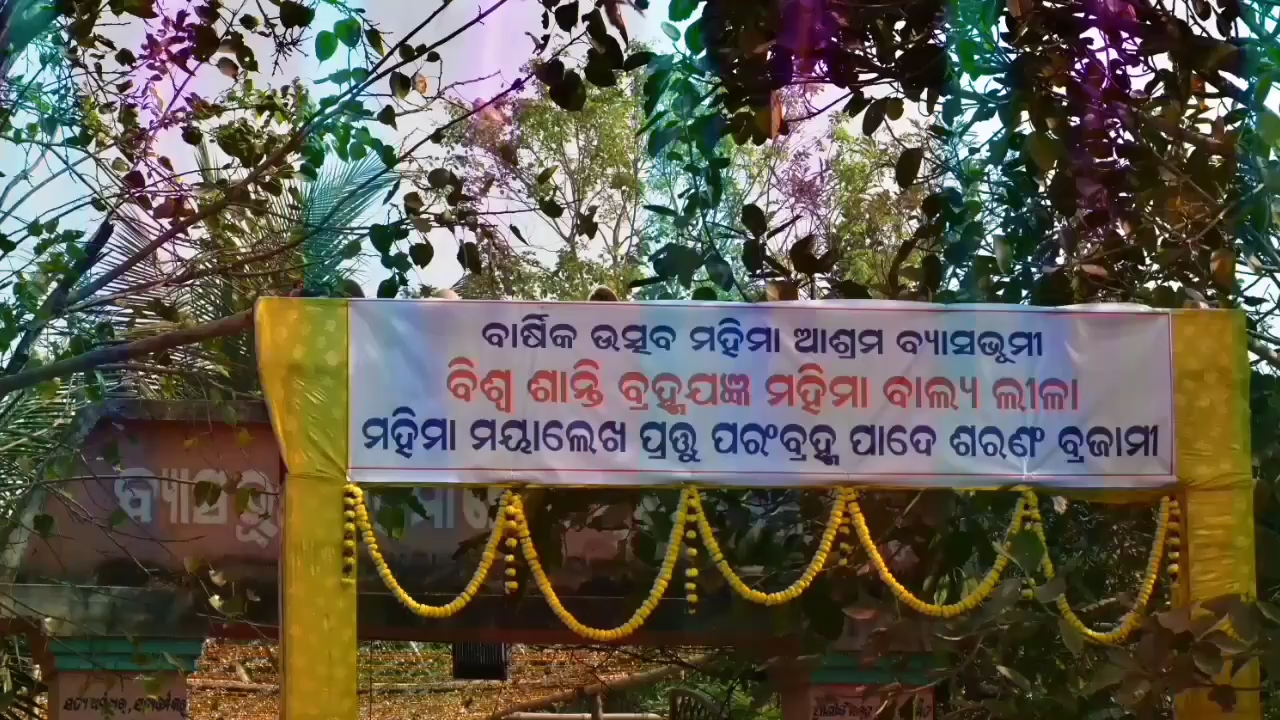 ବାର୍ଷିକ ଉତ୍ସବ ମହିମା ଆଶ୍ରମ ବ୍ୟାସଭୂମୀ
ବିଶ୍ୱ ଶାନ୍ତି ବ୍ରହ୍ମଯଜ୍ଞ ମହିମା ବାଲ୍ୟ ଲୀଳା
ମହିମା ମୟାଲେଖ ପ୍ରଭୁ ପରଂବ୍ରହ୍ମ ପାଦେ ଶରଣଂ ବ୍ରଜାମୀ